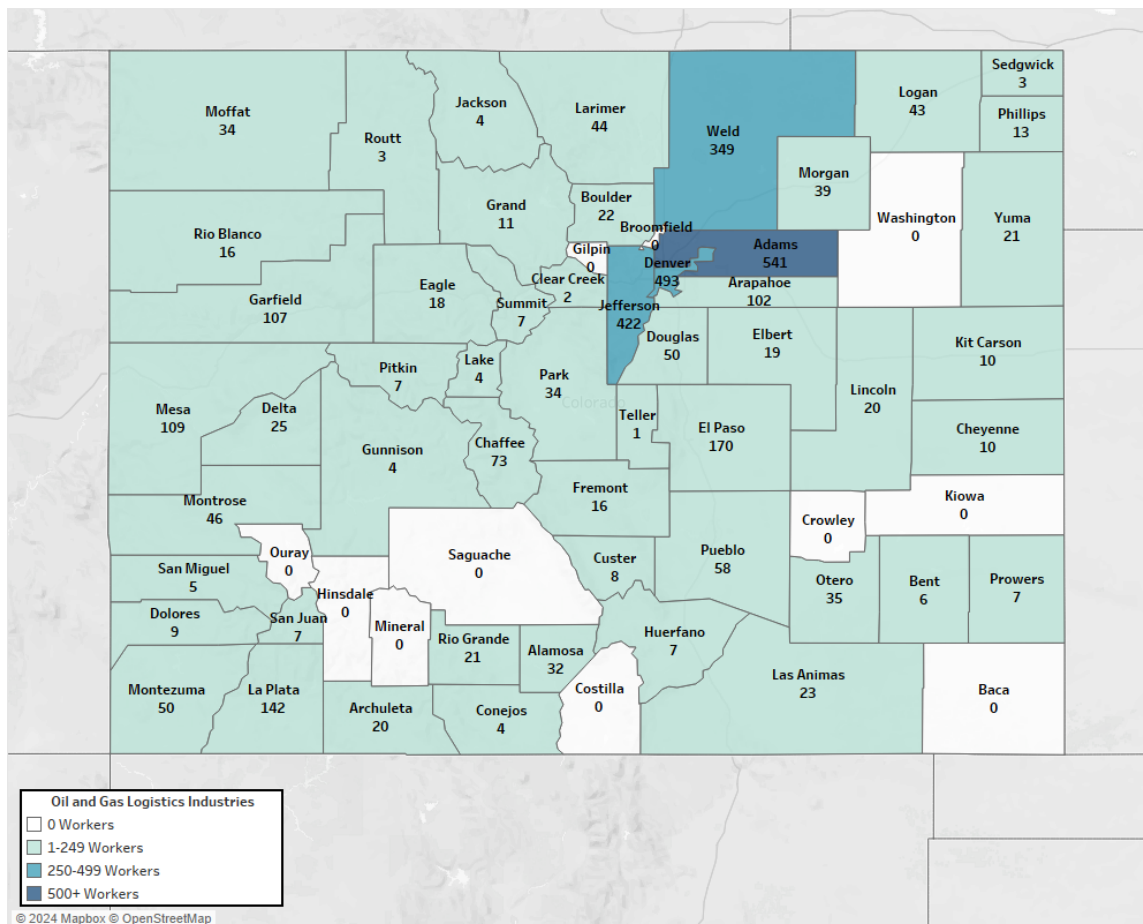 Moffat
34
Routt
3
Jackson
4
Larimer
44
Weld
349
Logan
43
Sedgwick
3
Phillips
13
Morgan
39
Washington
0
Yuma
21
Rio Blanco
16
Grand
11
Boulder
22
Broomfield
0
Gilpin
0
Adams
541
Denver
493
Arapahoe
102
Clear Creek
2
Jefferson
422
Eagle
18
Summit
7
Garfield
107
Douglas
50
Elbert
19
Kit Carson
10
Lincoln
20
Cheyenne
10
Mesa
109
Delta
25
Pitkin
7
Lake
4
Park
34
Colorado
Teller
1
El Paso
170
Gunnison
4
Chaffee
73
Fremont
16
Montrose
46
Kiowa
0
Crowley
0
Ouray
0
Saguache
0
Custer
8
Pueblo
58
Otero
35
Bent
6
Prowers
7
San Miguel
5
Hinsdale
0
Dolores
9
San Juan
7
Mineral
0
Rio Grande
21
Alamosa
32
Huerfano
7
Las Animas
23
Baca
0
Montezuma
50
La Plata
142
Archuleta
20
Conejos
4
Costilla
0
Oil and Gas Logistics Industries
0 Workers
1-249 Workers
250-499 Workers
500+ Workers
© 2024 Mapbox © OpenStreetMap